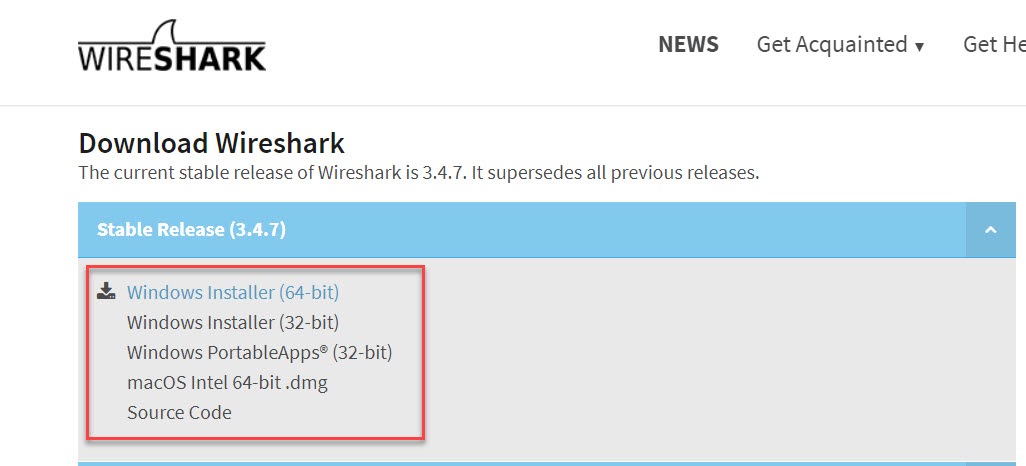 WIRESHARK
NEWS Get Acquainted ▾ Get He
Download Wireshark
The current stable release of Wireshark is 3.4.7. It supersedes all previous releases.
Stable Release (3.4.7)
Windows Installer (64-bit)
Windows Installer (32-bit)
Windows PortableApps® (32-bit)
macOS Intel 64-bit .dmg
Source Code